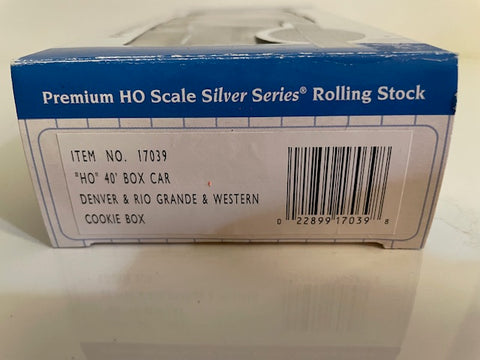 Premium HO Scale Silver Series® Rolling Stock
ITEM NO. 17039
"HO" 40' BOX CAR
DENVER & RIO GRANDE & WESTERN
COOKIE BOX
0 22899 17039 8